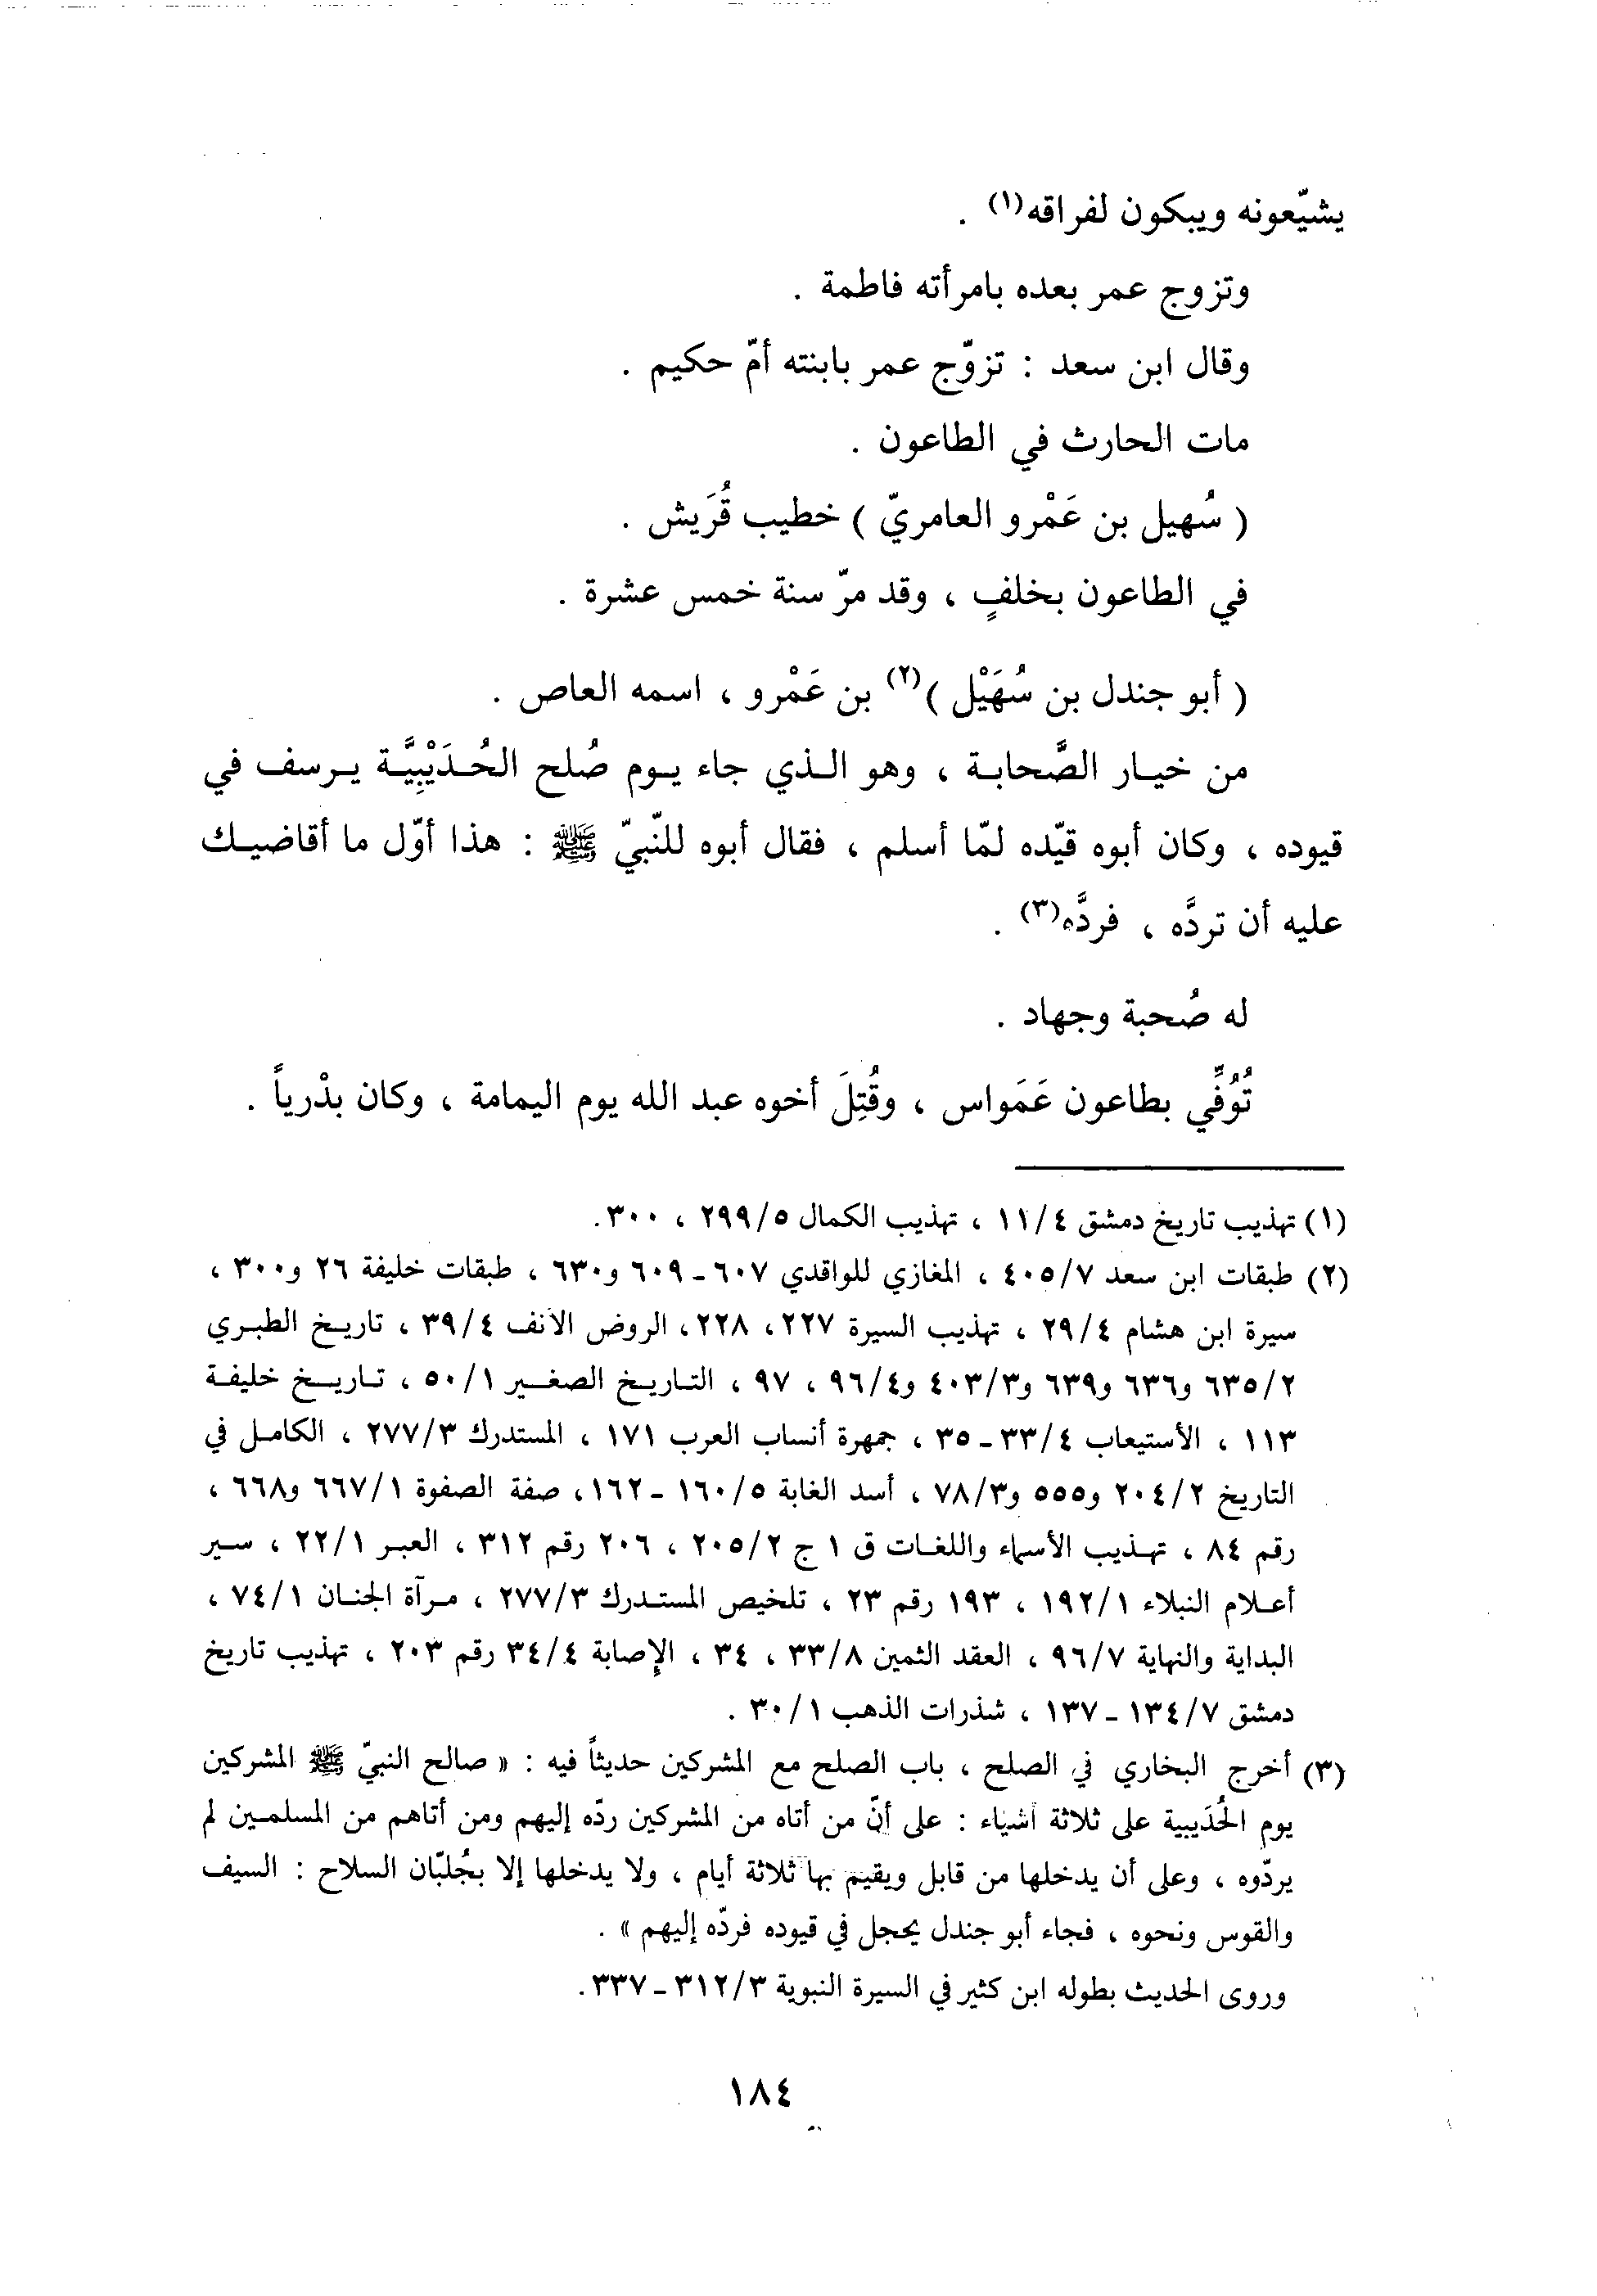 يشيّعونه ويبكون لفراقه(١) .
وتزوج عمر بعده بامرأته فاطمة .
وقال ابن سعد : تزوّج عمر بابنته أمّ حكيم .
مات الحارث في الطاعون .
( سُهيل بن عَمْرو العامريّ ) خطيب قُرَيش .
في الطاعون بخلفٍ ، وقد مرّ سنة خمس عشرة .
( أبو جندل بن سُهَيْل )(٢) بن عَمْرو ، اسمه العاص .
من خيار الصَّحابة ، وهو الذي جاء يوم صُلح الحُدَيْبِيَّة يرسف في
قيوده ، وكان أبوه قيّده لمّا أسلم ، فقال أبوه للنّبيّ ﷺ : هذا أوّل ما أقاضيك
عليه أن تردَّه ، فردَّه(٣) .
له صُحبة وجهاد .
تُوُفِّي بطاعون عَمَواس ، وقُتِلَ أخوه عبد الله يوم اليمامة ، وكان بدْرياً .
(١) تهذيب تاريخ دمشق ١١/٤ ، تهذيب الكمال ٢٩٩/٥ ، ٣٠٠.
(٢) طبقات ابن سعد ٤٠٥/٧ ، المغازي للواقدي ٦٠٧ ـ ٦٠٩ و٦٣٠ ، طبقات خليفة ٢٦ و٣٠٠ ،
سيرة ابن هشام ٢٩/٤ ، تهذيب السيرة ٢٢٧، ٢٢٨، الروض الأنف ٣٩/٤ ، تاريخ الطبري
٦٣٥/٢ و٦٣٦ و٦٣٩ و٤٠٣/٣ و٩٦/٤ ، ٩٧ ، التاريخ الصغير ٥٠/١ ، تاريخ خليفة
١١٣ ، الأستيعاب ٣٣/٤ ـ ٣٥ ، جمهرة أنساب العرب ١٧١ ، المستدرك ٢٧٧/٣ ، الكامل في
التاريخ ٢٠٤/٢ و٥٥٥ و٧٨/٣ ، أسد الغابة ١٦٠/٥ ـ ١٦٢، صفة الصفوة ٦٦٧/١ و٦٦٨ ،
رقم ٨٤ ، تهذيب الأسماء واللغات ق ١ ج ٢٠٥/٢ ، ٢٠٦ رقم ٣١٢ ، العبر ٢٢/١ ، سير
أعلام النبلاء ١٩٢/١ ، ١٩٣ رقم ٢٣ ، تلخيص المستدرك ٢٧٧/٣ ، مرآة الجنان ٧٤/١ ،
البداية والنهاية ٩٦/٧ ، العقد الثمين ٣٣/٨ ، ٣٤ ، الإصابة ٣٤/٤ رقم ٢٠٣ ، تهذيب تاريخ
دمشق ١٣٤/٧ ـ ١٣٧ ، شذرات الذهب ٣٠/١ .
(٣) أخرج البخاري في الصلح ، باب الصلح مع المشركين حديثاً فيه : « صالح النبيّ ﷺ المشركين
يوم الحُدَيبية على ثلاثة أشياء : على أنّ من أتاه من المشركين ردّه إليهم ومن أتاهم من المسلمين لم
يردّوه ، وعلى أن يدخلها من قابل ويقيم بها ثلاثة أيام ، ولا يدخلها إلا بجُلبّان السلاح : السيف
والقوس ونحوه ، فجاء أبو جندل يحجل في قيوده فردّه إليهم » .
وروى الحديث بطوله ابن كثير في السيرة النبوية ٣١٢/٣ ـ ٣٣٧.
١٨٤